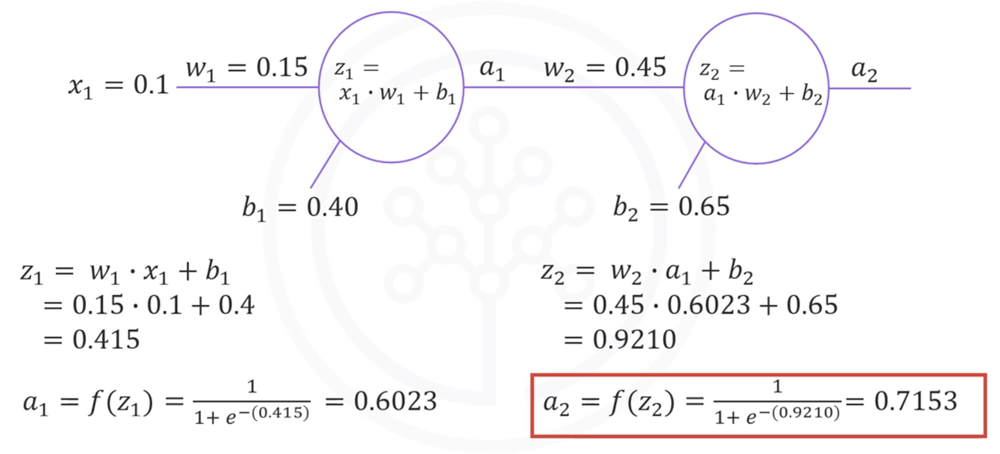 x₁ = 0.1
w₁ = 0.15
z₁ =
x₁ · w₁ + b₁
a₁
w₂ = 0.45
z₂ =
a₁ · w₂ + b₂
a₂
b₁ = 0.40
b₂ = 0.65
z₁ = w₁ · x₁ + b₁
= 0.15 · 0.1 + 0.4
= 0.415
a₁ = f(z₁) = 1 / (1+ e^−(0.415)) = 0.6023
z₂ = w₂ · a₁ + b₂
= 0.45 · 0.6023 + 0.65
= 0.9210
a₂ = f(z₂) = 1 / (1+ e^−(0.9210)) = 0.7153